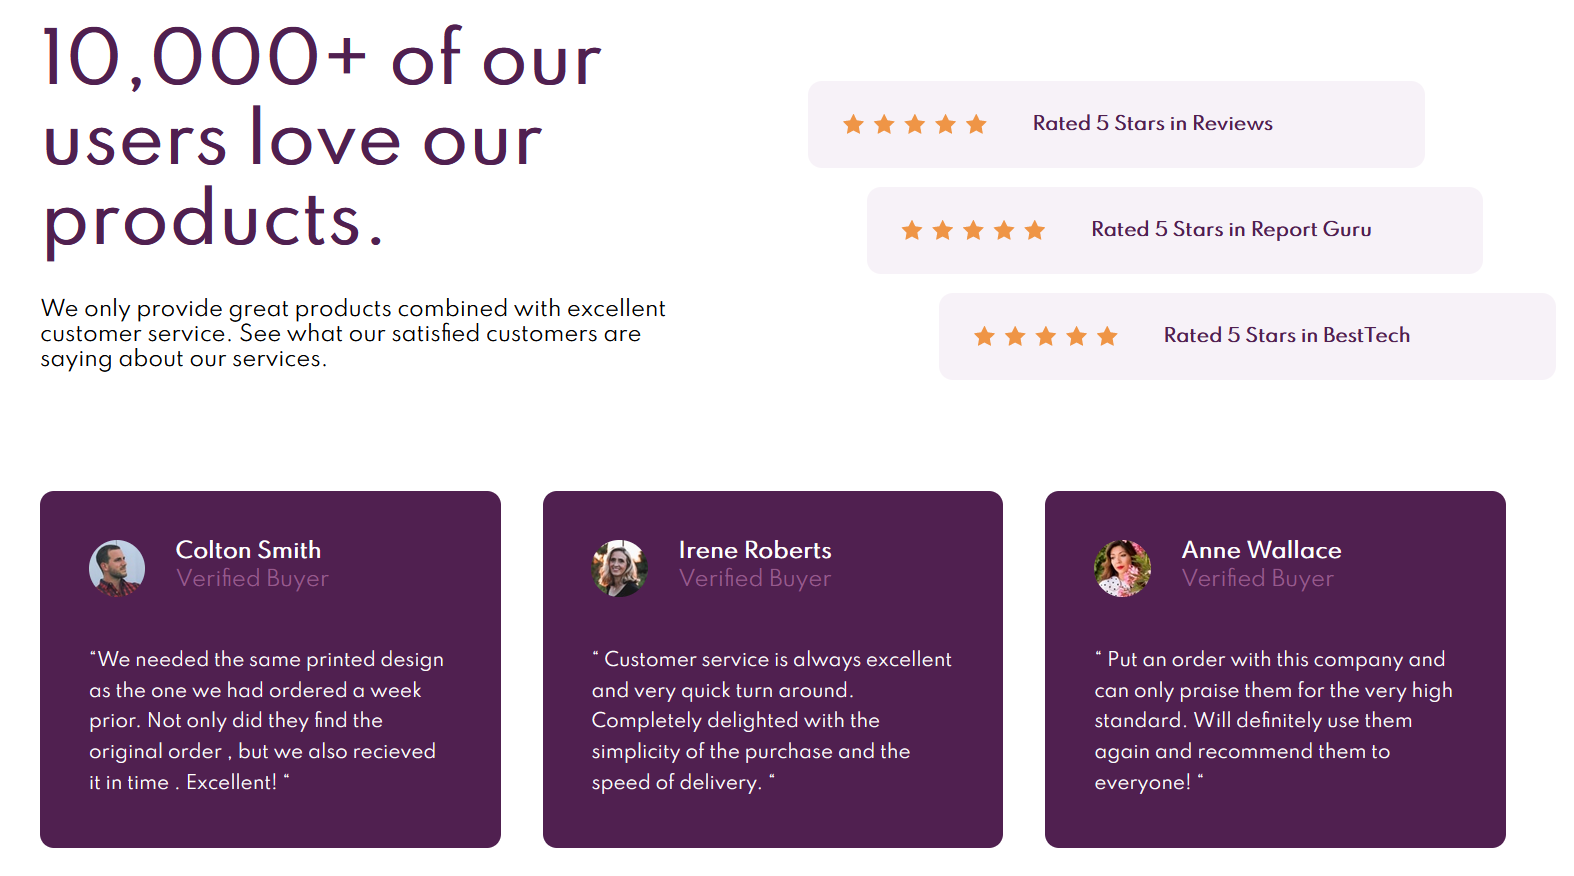 10,000+ of our
users love our
products.
We only provide great products combined with excellent
customer service. See what our satisfied customers are
saying about our services.
Rated 5 Stars in Reviews
Rated 5 Stars in Report Guru
Rated 5 Stars in BestTech
Colton Smith
Verified Buyer
“We needed the same printed design
as the one we had ordered a week
prior. Not only did they find the
original order , but we also recieved
it in time . Excellent! “
Irene Roberts
Verified Buyer
“ Customer service is always excellent
and very quick turn around.
Completely delighted with the
simplicity of the purchase and the
speed of delivery. “
Anne Wallace
Verified Buyer
“ Put an order with this company and
can only praise them for the very high
standard. Will definitely use them
again and recommend them to
everyone! “